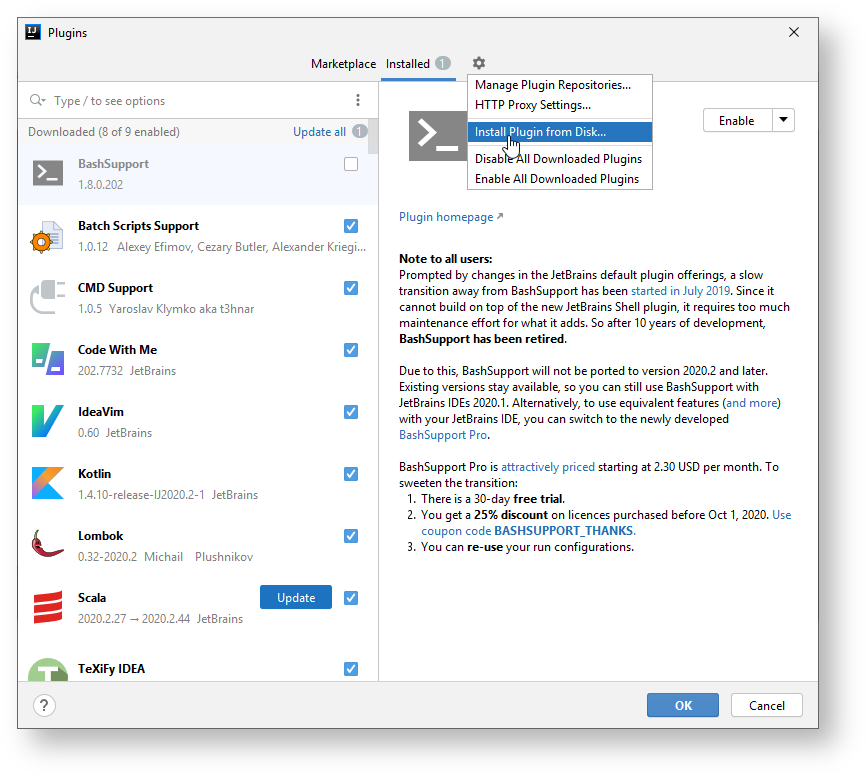 Plugins
Marketplace Installed 1
Manage Plugin Repositories...
HTTP Proxy Settings...
Install Plugin from Disk...
Disable All Downloaded Plugins
Enable All Downloaded Plugins
Type / to see options
Downloaded (8 of 9 enabled) Update all 1
BashSupport
1.8.0.202
Batch Scripts Support
1.0.12 Alexey Efimov, Cezary Butler, Alexander Kriegi...
CMD Support
1.0.5 Yaroslav Klymko aka t3hnar
Code With Me
202.7732 JetBrains
IdeaVim
0.60 JetBrains
Kotlin
1.4.10-release-IJ2020.2-1 JetBrains
Lombok
0.32-2020.2 Michail Plushnikov
Scala
Update
2020.2.27 → 2020.2.44 JetBrains
TeXiFy IDEA
Enable
Plugin homepage
Note to all users:
Prompted by changes in the JetBrains default plugin offerings, a slow
transition away from BashSupport has been started in July 2019. Since it
cannot build on top of the new JetBrains Shell plugin, it requires too much
maintenance effort for what it adds. So after 10 years of development,
BashSupport has been retired.
Due to this, BashSupport will not be ported to version 2020.2 and later.
Existing versions stay available, so you can still use BashSupport with
JetBrains IDEs 2020.1. Alternatively, to use equivalent features (and more)
with your JetBrains IDE, you can switch to the newly developed
BashSupport Pro.
BashSupport Pro is attractively priced starting at 2.30 USD per month. To
sweeten the transition:
1. There is a 30-day free trial.
2. You get a 25% discount on licences purchased before Oct 1, 2020. Use
coupon code BASHSUPPORT_THANKS.
3. You can re-use your run configurations.
?
OK
Cancel